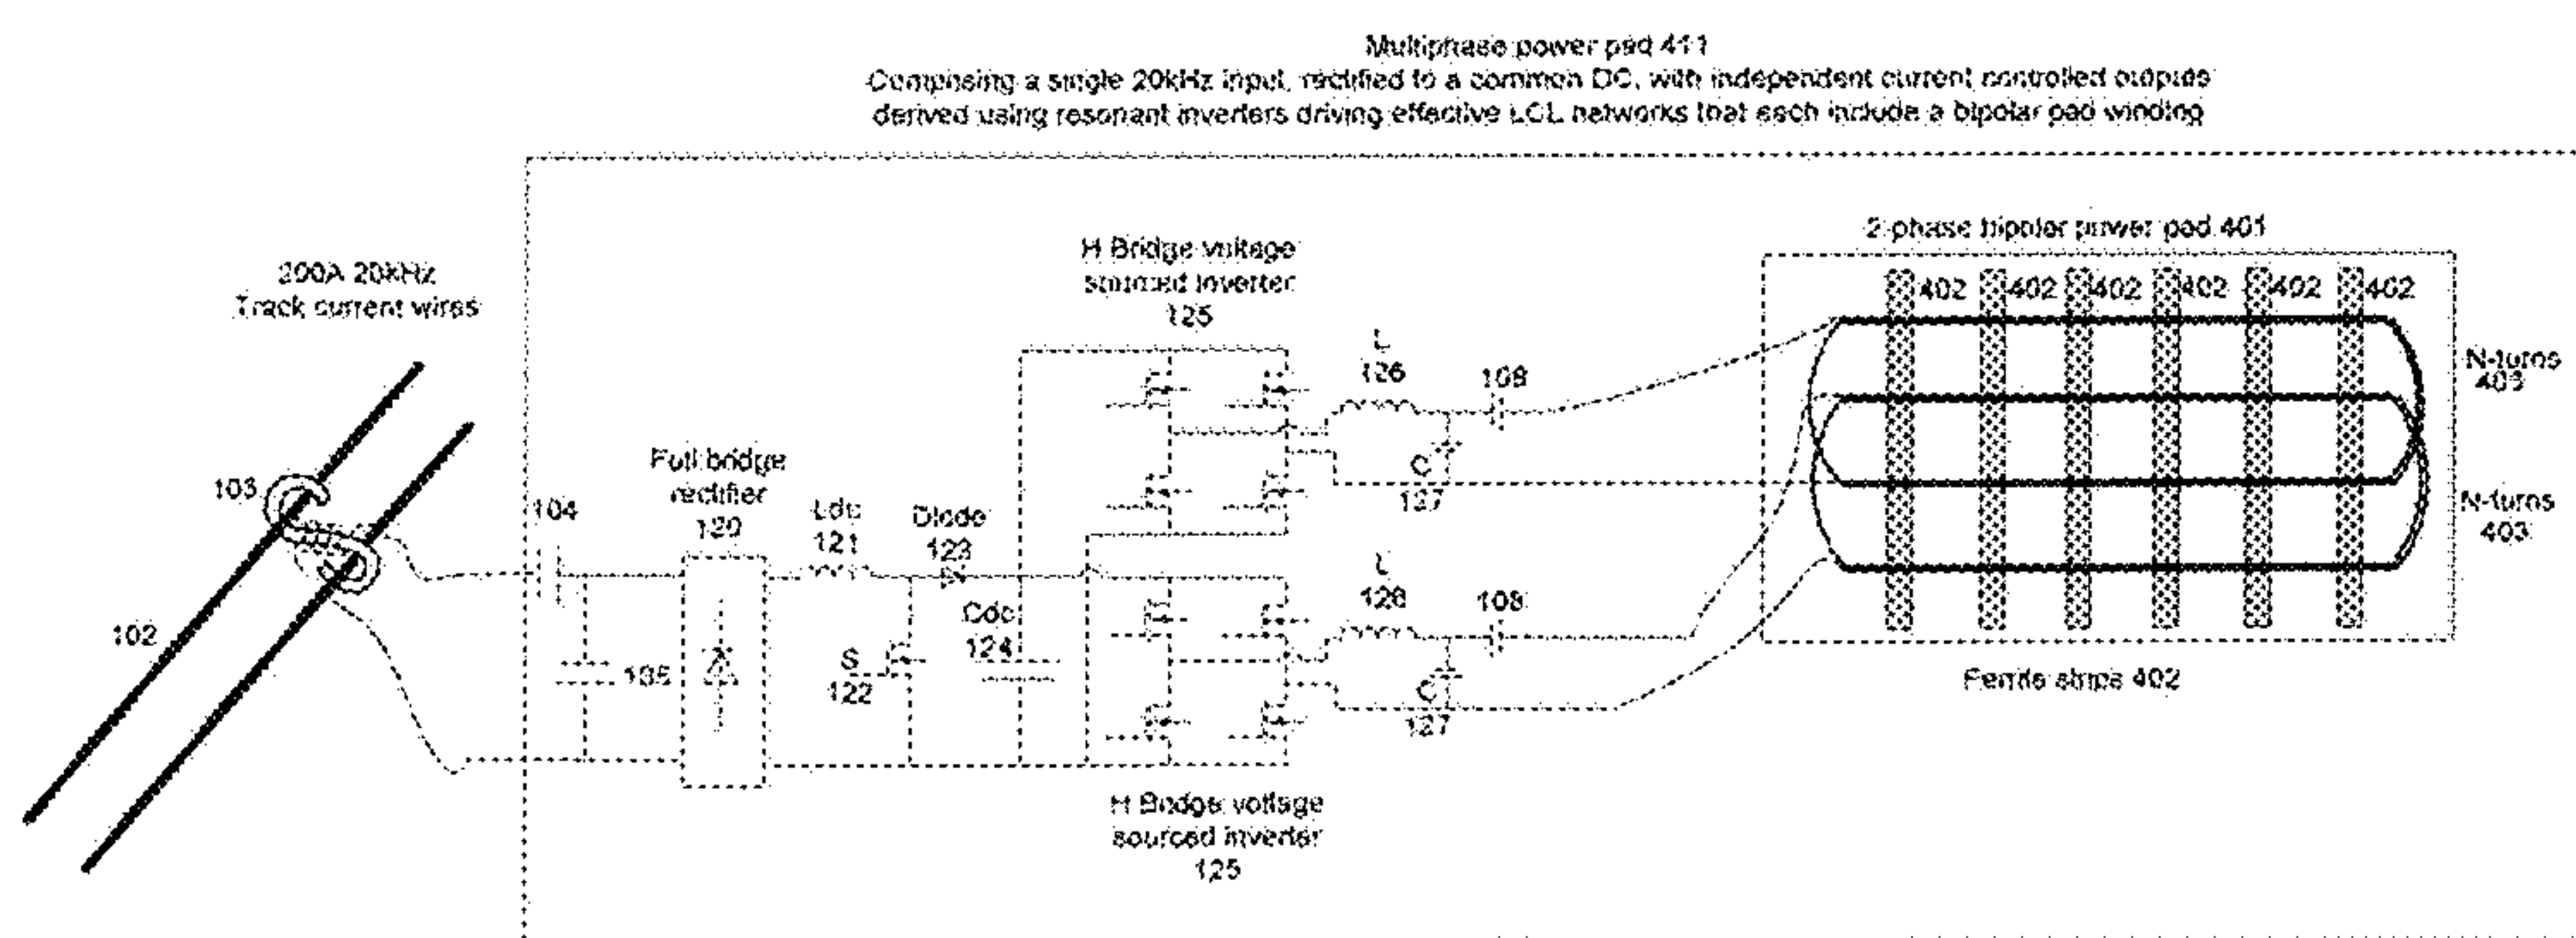 Multiphase power pad 411
Comprising a single 20kHz input, rectified to a common DC, with independent current controlled outputs
derived using resonant inverters driving effective LCL networks that each include a bipolar pad winding
2-phase bipolar power pad 401
H Bridge voltage
sourced inverter
125
200A 20kHz
Track current wires
402 402 402 402 402 402
L
126
108
N-turns
403
C
127
103
104
Full bridge
rectifier
120
Ldc
121
Diode
123
N-turns
403
L
126
108
Cdc
124
102
105
S
122
C
127
Ferrite strips 402
H Bridge voltage
sourced inverter
125